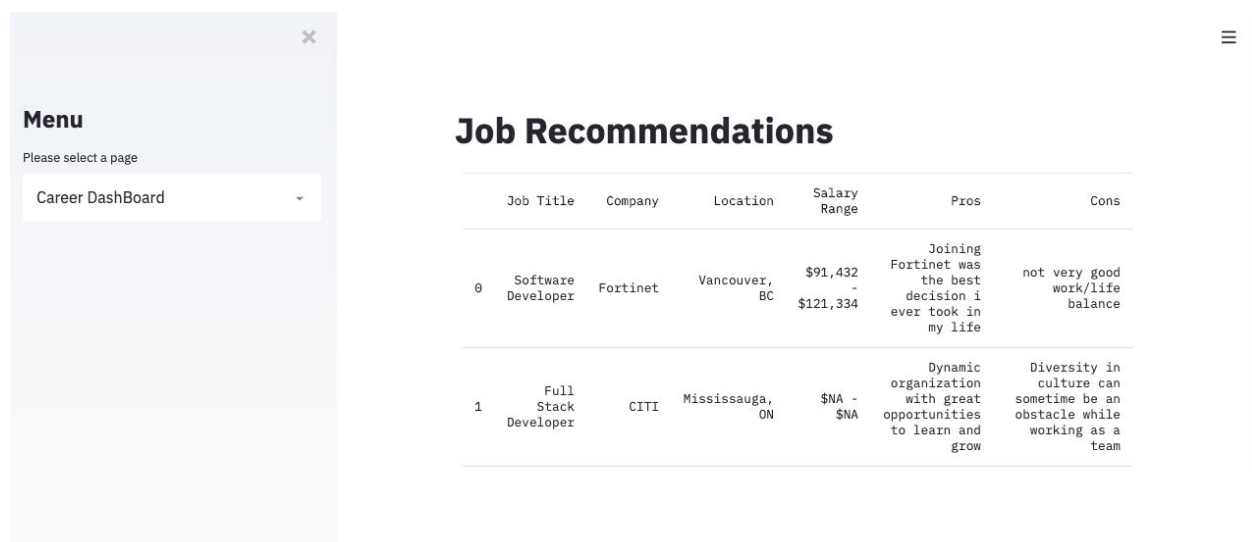 Menu
Please select a page
Career DashBoard
Job Recommendations
Job Title Company Location Salary Range Pros Cons
0 Software Developer Fortinet Vancouver, BC $91,432 - $121,334 Joining Fortinet was the best decision i ever took in my life not very good work/life balance
1 Full Stack Developer CITI Mississauga, ON $NA - $NA Dynamic organization with great opportunities to learn and grow Diversity in culture can sometime be an obstacle while working as a team